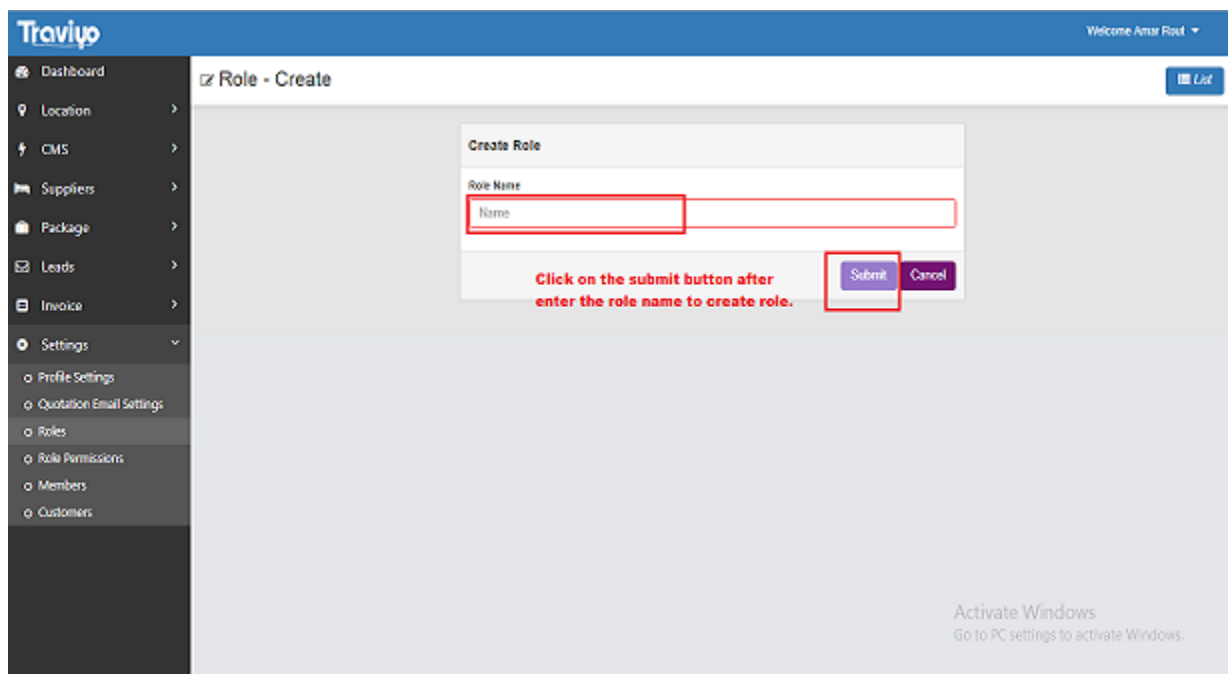 Traviyo
Welcome Amar Rout
Dashboard
Role - Create
List
Location
CMS
Suppliers
Package
Leads
Invoice
Settings
Profile Settings
Quotation Email Settings
Roles
Role Permissions
Members
Customers
Create Role
Role Name
Name
Submit Cancel
Click on the submit button after
enter the role name to create role.
Activate Windows
Go to PC settings to activate Windows.